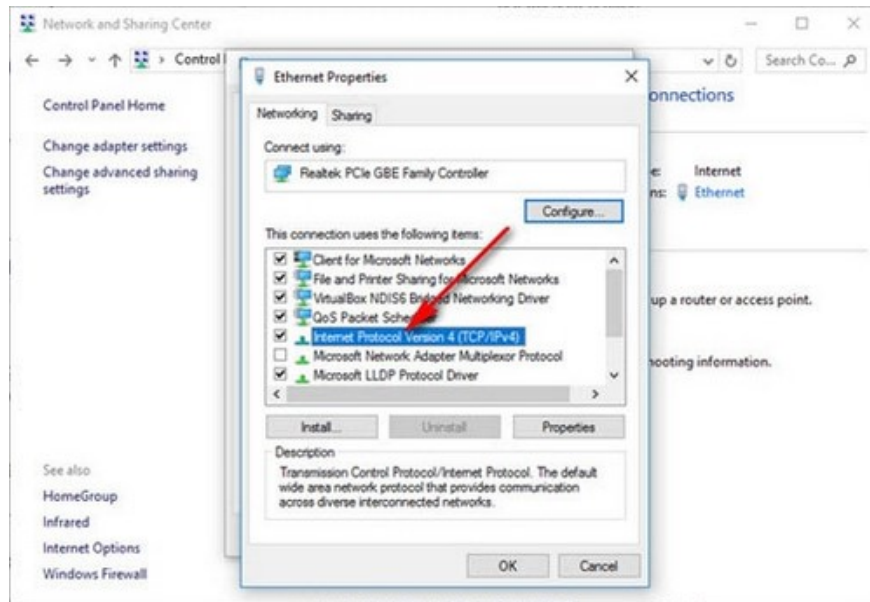 Network and Sharing Center
Control
Search Co...
Control Panel Home
Change adapter settings
Change advanced sharing
settings
See also
HomeGroup
Infrared
Internet Options
Windows Firewall
Ethernet Properties
Networking Sharing
Connect using:
Realtek PCIe GBE Family Controller
Configure...
This connection uses the following items:
Client for Microsoft Networks
File and Printer Sharing for Microsoft Networks
VirtualBox NDIS6 Bridged Networking Driver
QoS Packet Sche
Internet Protocol Version 4 (TCP/IPv4)
Microsoft Network Adapter Multiplexor Protocol
Microsoft LLDP Protocol Driver
Install... Uninstall Properties
Description
Transmission Control Protocol/Internet Protocol. The default
wide area network protocol that provides communication
across diverse interconnected networks.
OK Cancel
onnections
e: Internet
ns: Ethernet
up a router or access point.
ooting information.